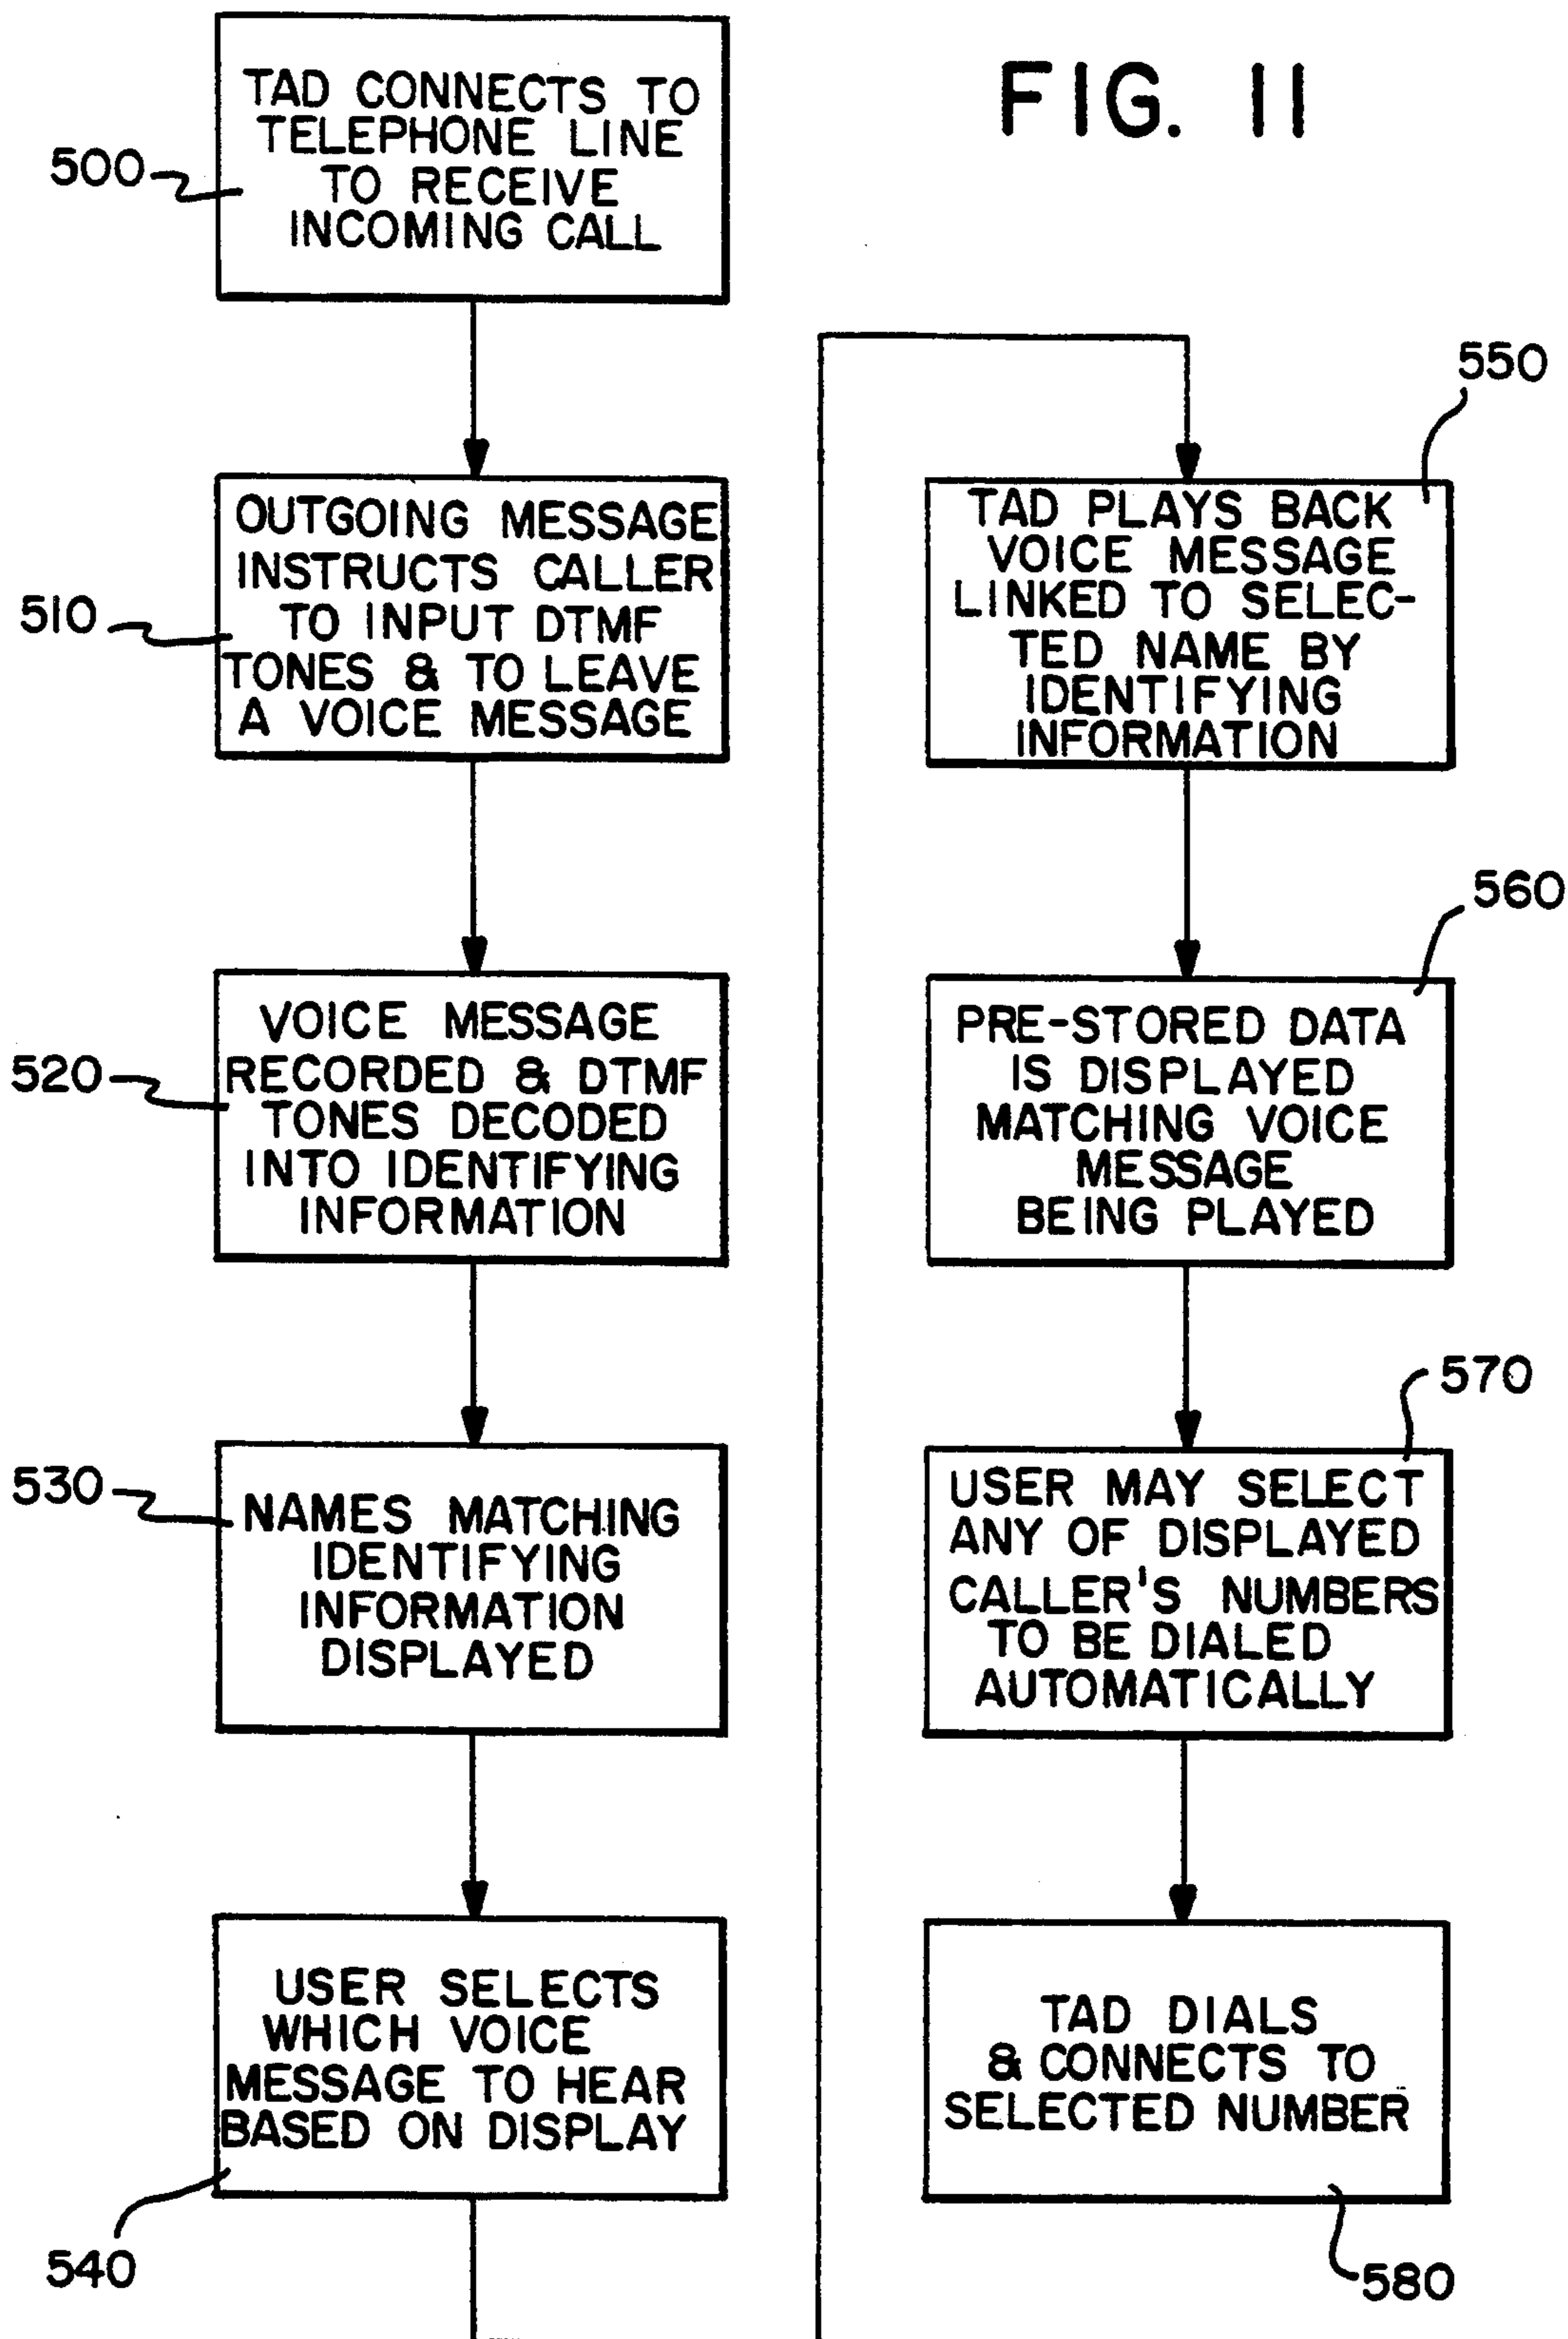 FIG. 11
500
TAD CONNECTS TO
TELEPHONE LINE
TO RECEIVE
INCOMING CALL
510
OUTGOING MESSAGE
INSTRUCTS CALLER
TO INPUT DTMF
TONES & TO LEAVE
A VOICE MESSAGE
520
VOICE MESSAGE
RECORDED & DTMF
TONES DECODED
INTO IDENTIFYING
INFORMATION
530
NAMES MATCHING
IDENTIFYING
INFORMATION
DISPLAYED
540
USER SELECTS
WHICH VOICE
MESSAGE TO HEAR
BASED ON DISPLAY
550
TAD PLAYS BACK
VOICE MESSAGE
LINKED TO SELEC-
TED NAME BY
IDENTIFYING
INFORMATION
560
PRE-STORED DATA
IS DISPLAYED
MATCHING VOICE
MESSAGE
BEING PLAYED
570
USER MAY SELECT
ANY OF DISPLAYED
CALLER'S NUMBERS
TO BE DIALED
AUTOMATICALLY
580
TAD DIALS
& CONNECTS TO
SELECTED NUMBER